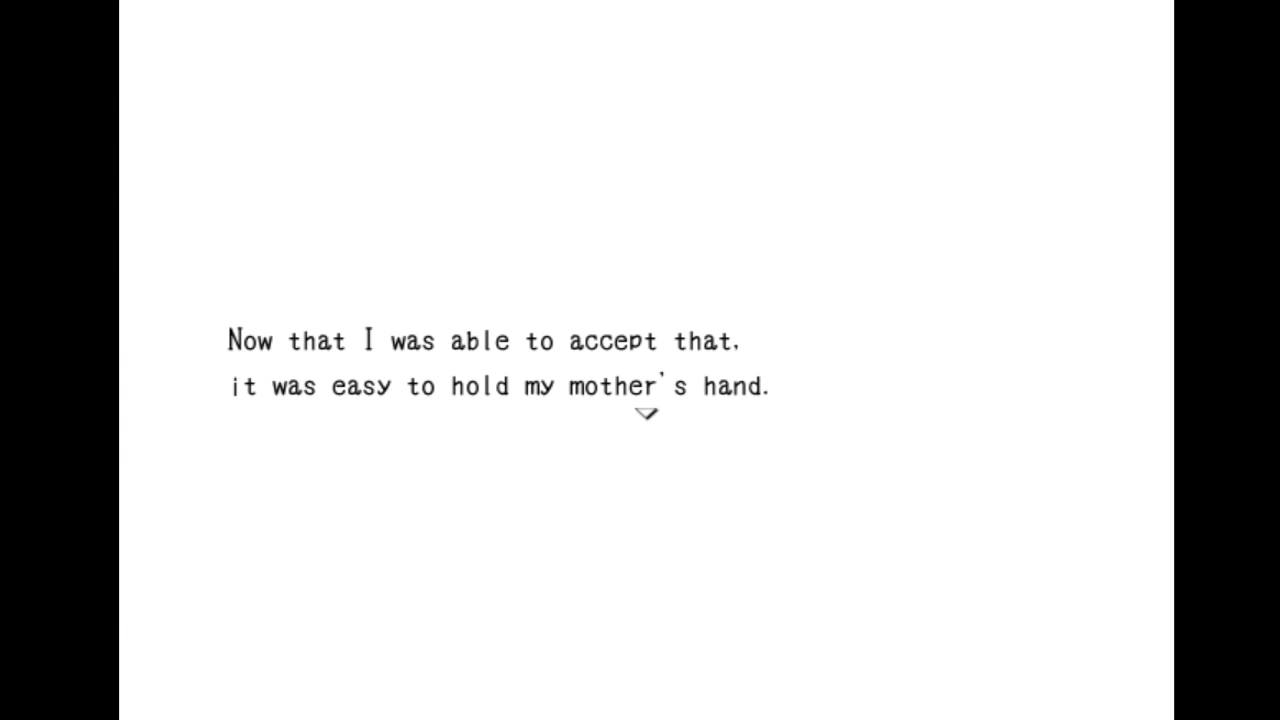 Now that I was able to accept that,
it was easy to hold my mother's hand.